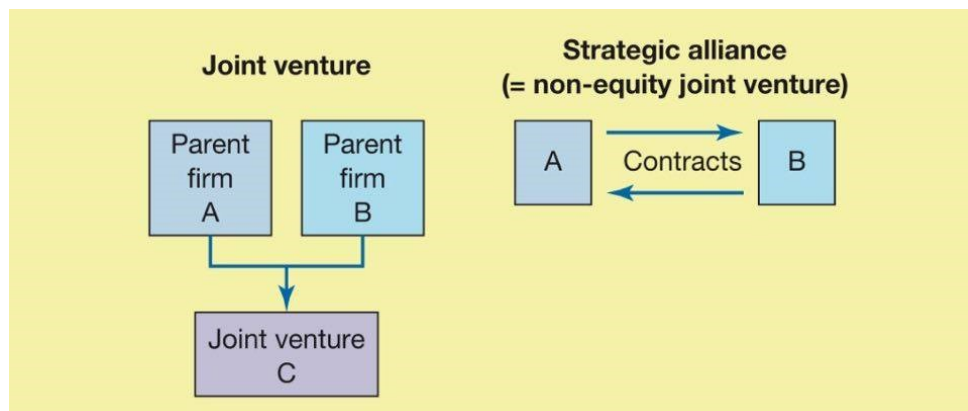 Joint venture
Parent
firm
A
Parent
firm
B
Joint venture
C
Strategic alliance
(= non-equity joint venture)
A
Contracts
B